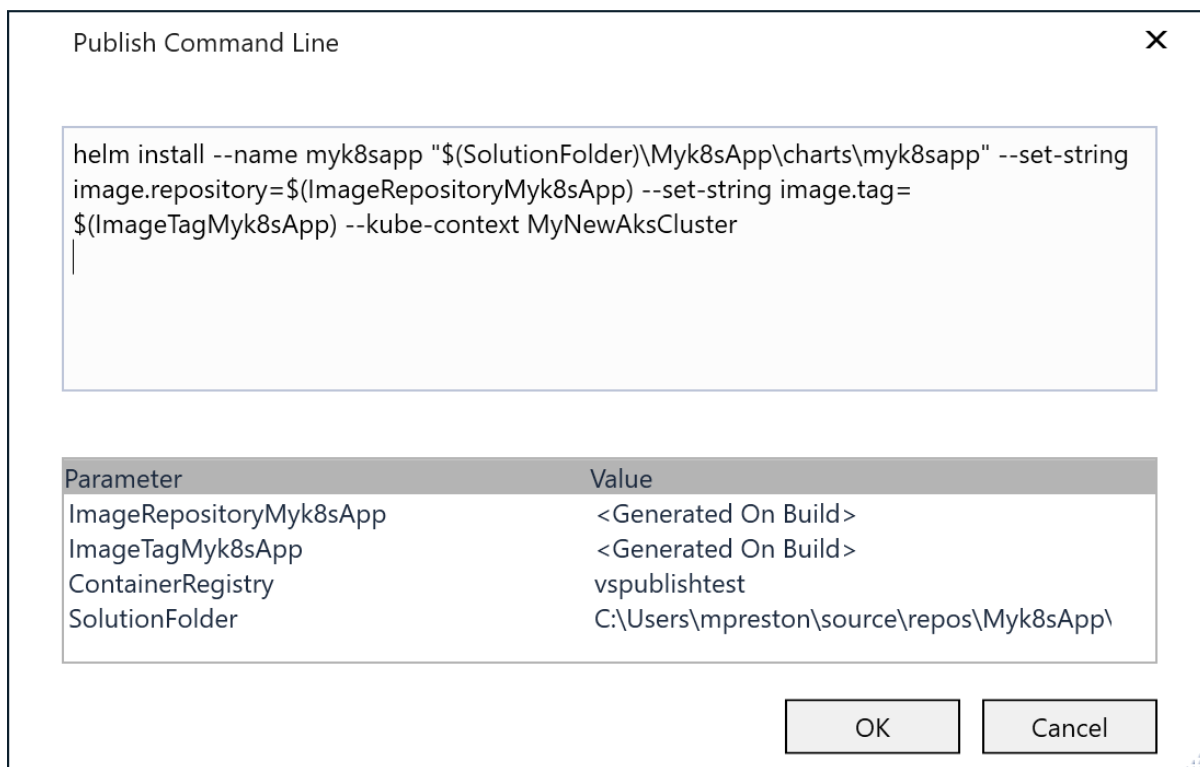 Publish Command Line
helm install --name myk8sapp "$(SolutionFolder)\Myk8sApp\charts\myk8sapp" --set-string
image.repository=$(ImageRepositoryMyk8sApp) --set-string image.tag=
$(ImageTagMyk8sApp) --kube-context MyNewAksCluster
Parameter Value
ImageRepositoryMyk8sApp <Generated On Build>
ImageTagMyk8sApp <Generated On Build>
ContainerRegistry vspublishtest
SolutionFolder C:\Users\mpreston\source\repos\Myk8sApp\
OK Cancel